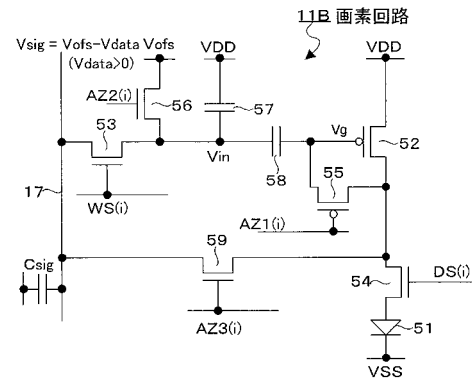 11B 画素回路
Vsig = Vofs-Vdata Vofs
(Vdata>0)
VDD
VDD
AZ2(i)
56
57
53
Vin
58
Vg
52
17
WS(i)
55
AZ1(i)
59
Csig
54
DS(i)
AZ3(i)
51
VSS